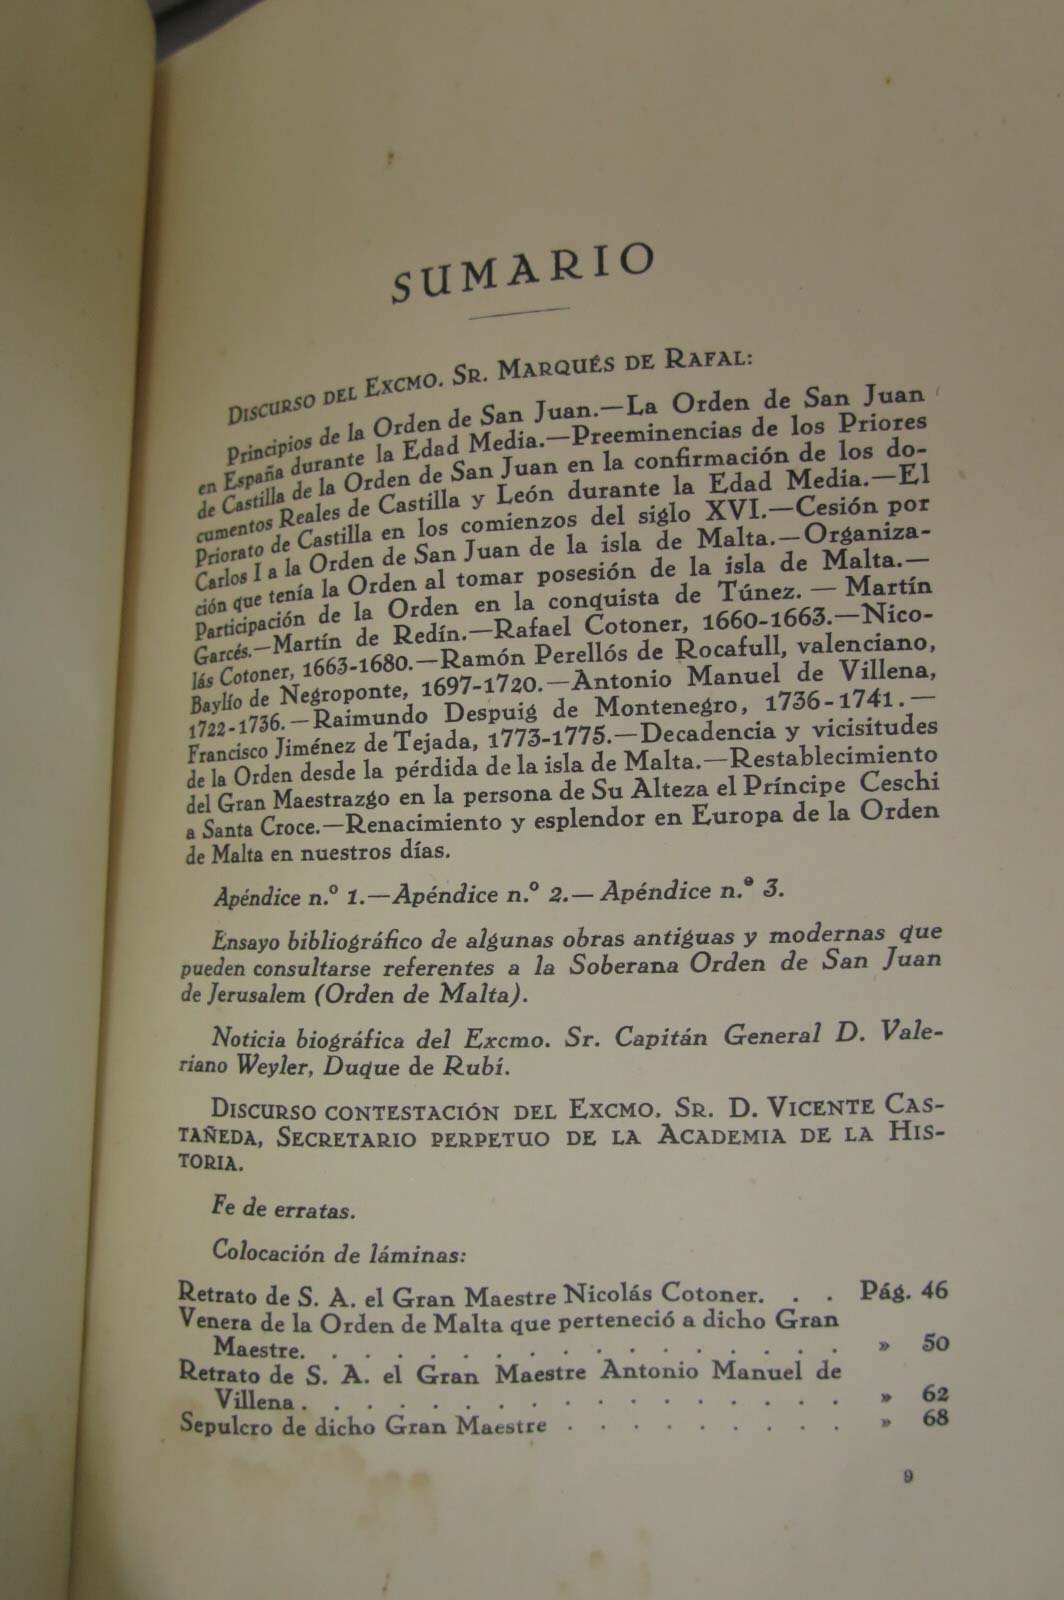 SUMARIO
DISCURSO DEL EXCMO. SR. MARQUÉS DE RAFAL:
Principios de la Orden de San Juan.—La Orden de San Juan
en España durante la Edad Media.—Preeminencias de los Priores
de Castilla de la Orden de San Juan en la confirmación de los do-
cumentos Reales de Castilla y León durante la Edad Media.—El
Priorato de Castilla en los comienzos del siglo XVI.—Cesión por
Carlos I a la Orden de San Juan de la isla de Malta.—Organiza-
ción que tenía la Orden al tomar posesión de la isla de Malta.—
Participación de la Orden en la conquista de Túnez.—Martín
Garcés.—Martín de Redín.—Rafael Cotoner, 1660-1663.—Nico-
lás Cotoner, 1663-1680.—Ramón Perellós de Rocafull, valenciano,
Baylío de Negroponte, 1697-1720.—Antonio Manuel de Villena,
1722-1736.—Raimundo Despuig de Montenegro, 1736-1741.—
Francisco Jiménez de Tejada, 1773-1775.—Decadencia y vicisitudes
de la Orden desde la pérdida de la isla de Malta.—Restablecimiento
del Gran Maestrazgo en la persona de Su Alteza el Príncipe Ceschi
a Santa Croce.—Renacimiento y esplendor en Europa de la Orden
de Malta en nuestros días.
Apéndice n.º 1.—Apéndice n.º 2.—Apéndice n.º 3.
Ensayo bibliográfico de algunas obras antiguas y modernas que
pueden consultarse referentes a la Soberana Orden de San Juan
de Jerusalem (Orden de Malta).
Noticia biográfica del Excmo. Sr. Capitán General D. Vale-
riano Weyler, Duque de Rubí.
DISCURSO CONTESTACIÓN DEL EXCMO. SR. D. VICENTE CAS-
TAÑEDA, SECRETARIO PERPETUO DE LA ACADEMIA DE LA HIS-
TORIA.
Fe de erratas.
Colocación de láminas:
Retrato de S. A. el Gran Maestre Nicolás Cotoner. . . Pág. 46
Venera de la Orden de Malta que perteneció a dicho Gran
Maestre. . . . . . . . . . . . . . . . » 50
Retrato de S. A. el Gran Maestre Antonio Manuel de
Villena . . . . . . . . . . . . . . . . » 62
Sepulcro de dicho Gran Maestre . . . . . . . . . » 68
9